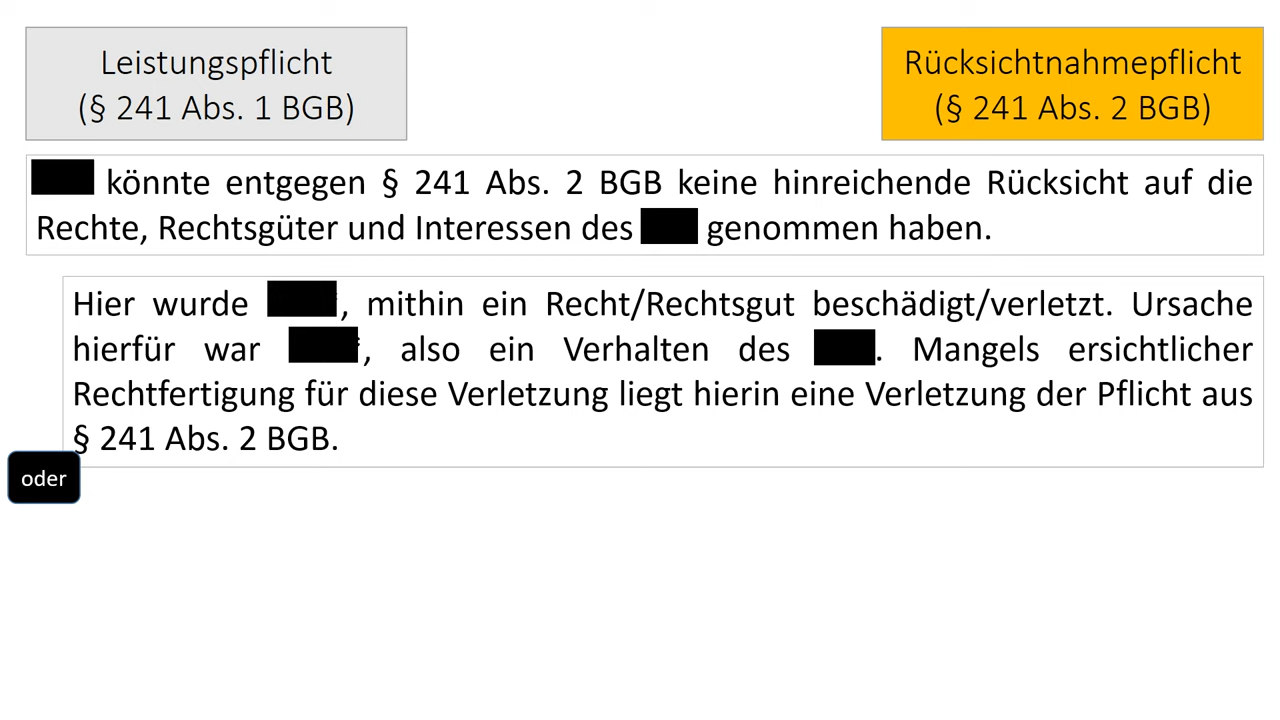 Leistungspflicht
(§ 241 Abs. 1 BGB)
Rücksichtnahmepflicht
(§ 241 Abs. 2 BGB)
könnte entgegen § 241 Abs. 2 BGB keine hinreichende Rücksicht auf die
Rechte, Rechtsgüter und Interessen des genommen haben.
Hier wurde , mithin ein Recht/Rechtsgut beschädigt/verletzt. Ursache
hierfür war , also ein Verhalten des . Mangels ersichtlicher
Rechtfertigung für diese Verletzung liegt hierin eine Verletzung der Pflicht aus
§ 241 Abs. 2 BGB.
oder